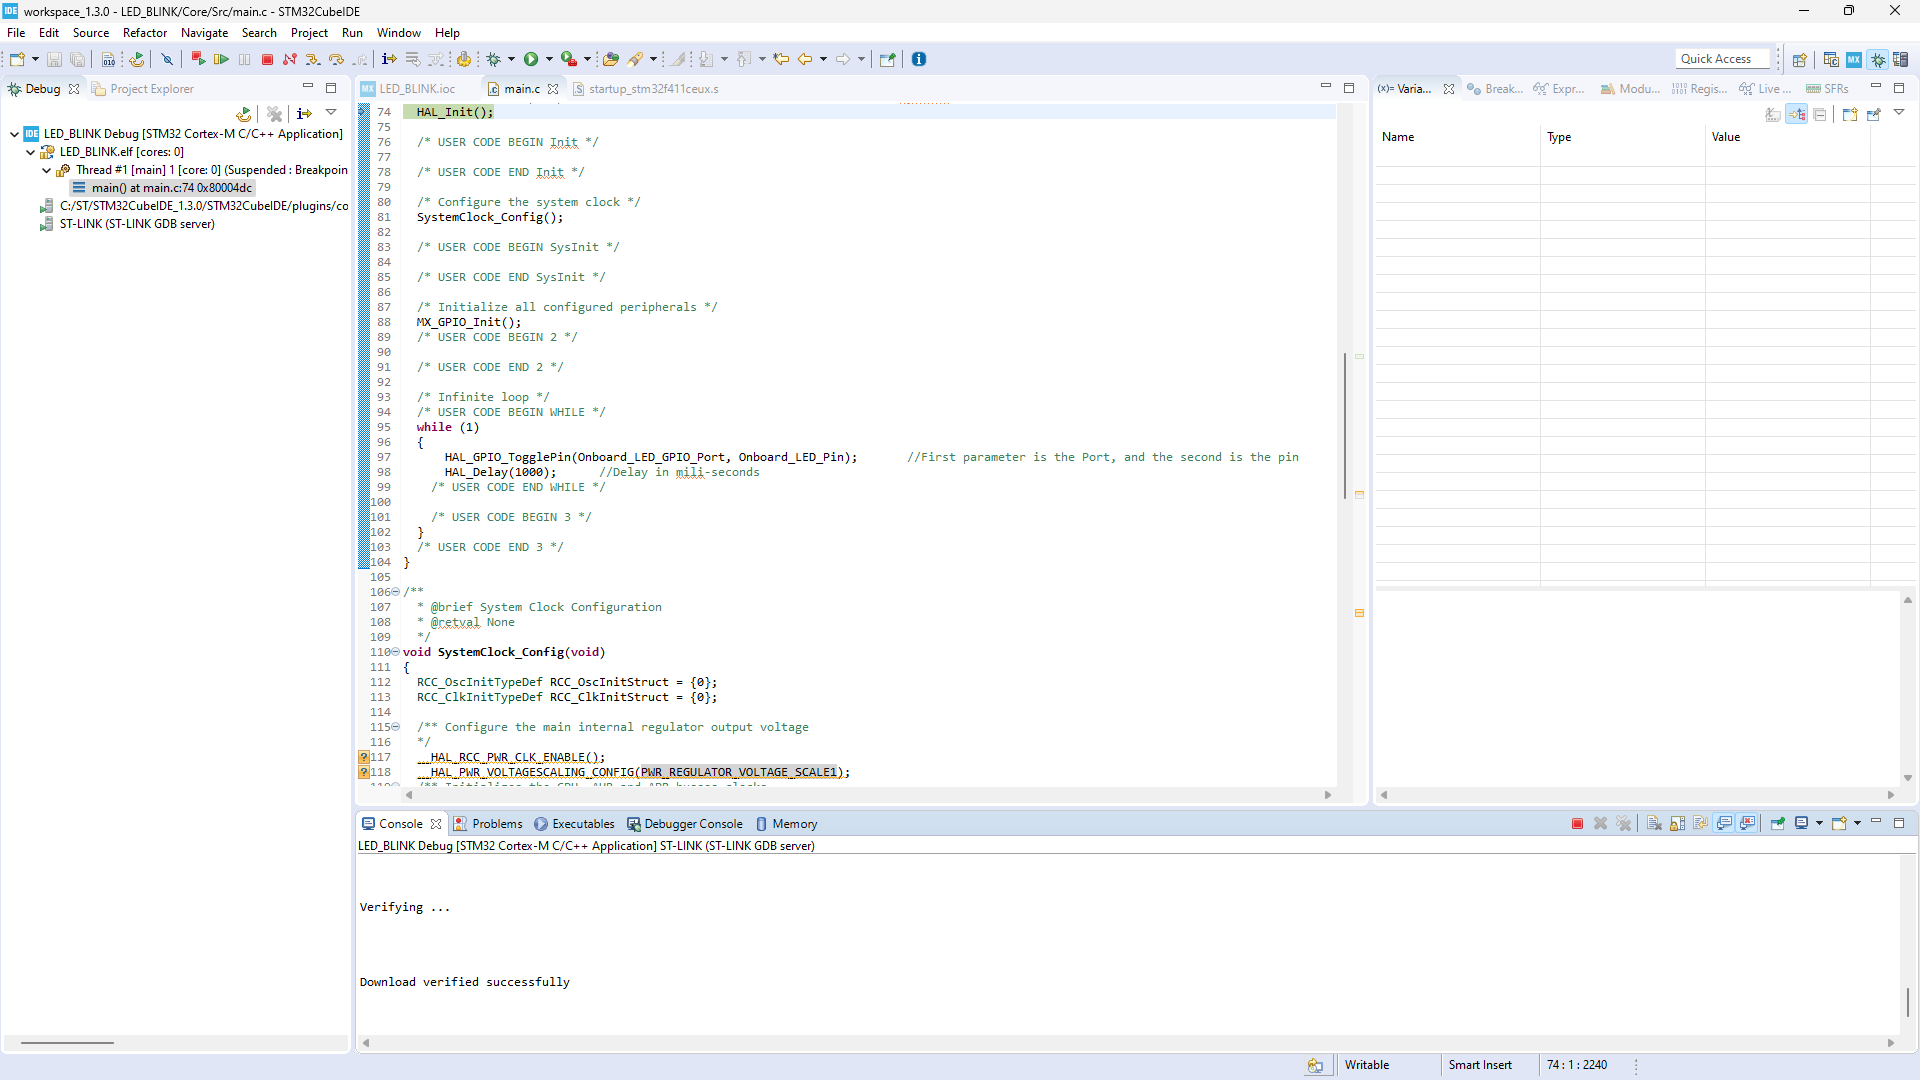 workspace_1.3.0 - LED_BLINK/Core/Src/main.c - STM32CubeIDE
File Edit Source Refactor Navigate Search Project Run Window Help
Quick Access
Debug Project Explorer
LED_BLINK Debug [STM32 Cortex-M C/C++ Application]
LED_BLINK.elf [cores: 0]
Thread #1 [main] 1 [core: 0] (Suspended : Breakpoin
main() at main.c:74 0x80004dc
C:/ST/STM32CubeIDE_1.3.0/STM32CubeIDE/plugins/co
ST-LINK (ST-LINK GDB server)
LED_BLINK.ioc main.c startup_stm32f411ceux.s
74 HAL_Init();
75
76 /* USER CODE BEGIN Init */
77
78 /* USER CODE END Init */
79
80 /* Configure the system clock */
81 SystemClock_Config();
82
83 /* USER CODE BEGIN SysInit */
84
85 /* USER CODE END SysInit */
86
87 /* Initialize all configured peripherals */
88 MX_GPIO_Init();
89 /* USER CODE BEGIN 2 */
90
91 /* USER CODE END 2 */
92
93 /* Infinite loop */
94 /* USER CODE BEGIN WHILE */
95 while (1)
96 {
97 HAL_GPIO_TogglePin(Onboard_LED_GPIO_Port, Onboard_LED_Pin); //First parameter is the Port, and the second is the pin
98 HAL_Delay(1000); //Delay in mili-seconds
99 /* USER CODE END WHILE */
100
101 /* USER CODE BEGIN 3 */
102 }
103 /* USER CODE END 3 */
104 }
105
106 /**
107 * @brief System Clock Configuration
108 * @retval None
109 */
110 void SystemClock_Config(void)
111 {
112 RCC_OscInitTypeDef RCC_OscInitStruct = {0};
113 RCC_ClkInitTypeDef RCC_ClkInitStruct = {0};
114
115 /** Configure the main internal regulator output voltage
116 */
117 __HAL_RCC_PWR_CLK_ENABLE();
118 __HAL_PWR_VOLTAGESCALING_CONFIG(PWR_REGULATOR_VOLTAGE_SCALE1);
(x)= Varia... Break... Expr... Modu... Regis... Live ... SFRs
Name Type Value
Console Problems Executables Debugger Console Memory
LED_BLINK Debug [STM32 Cortex-M C/C++ Application] ST-LINK (ST-LINK GDB server)
Verifying ...
Download verified successfully
Writable Smart Insert 74 : 1 : 2240